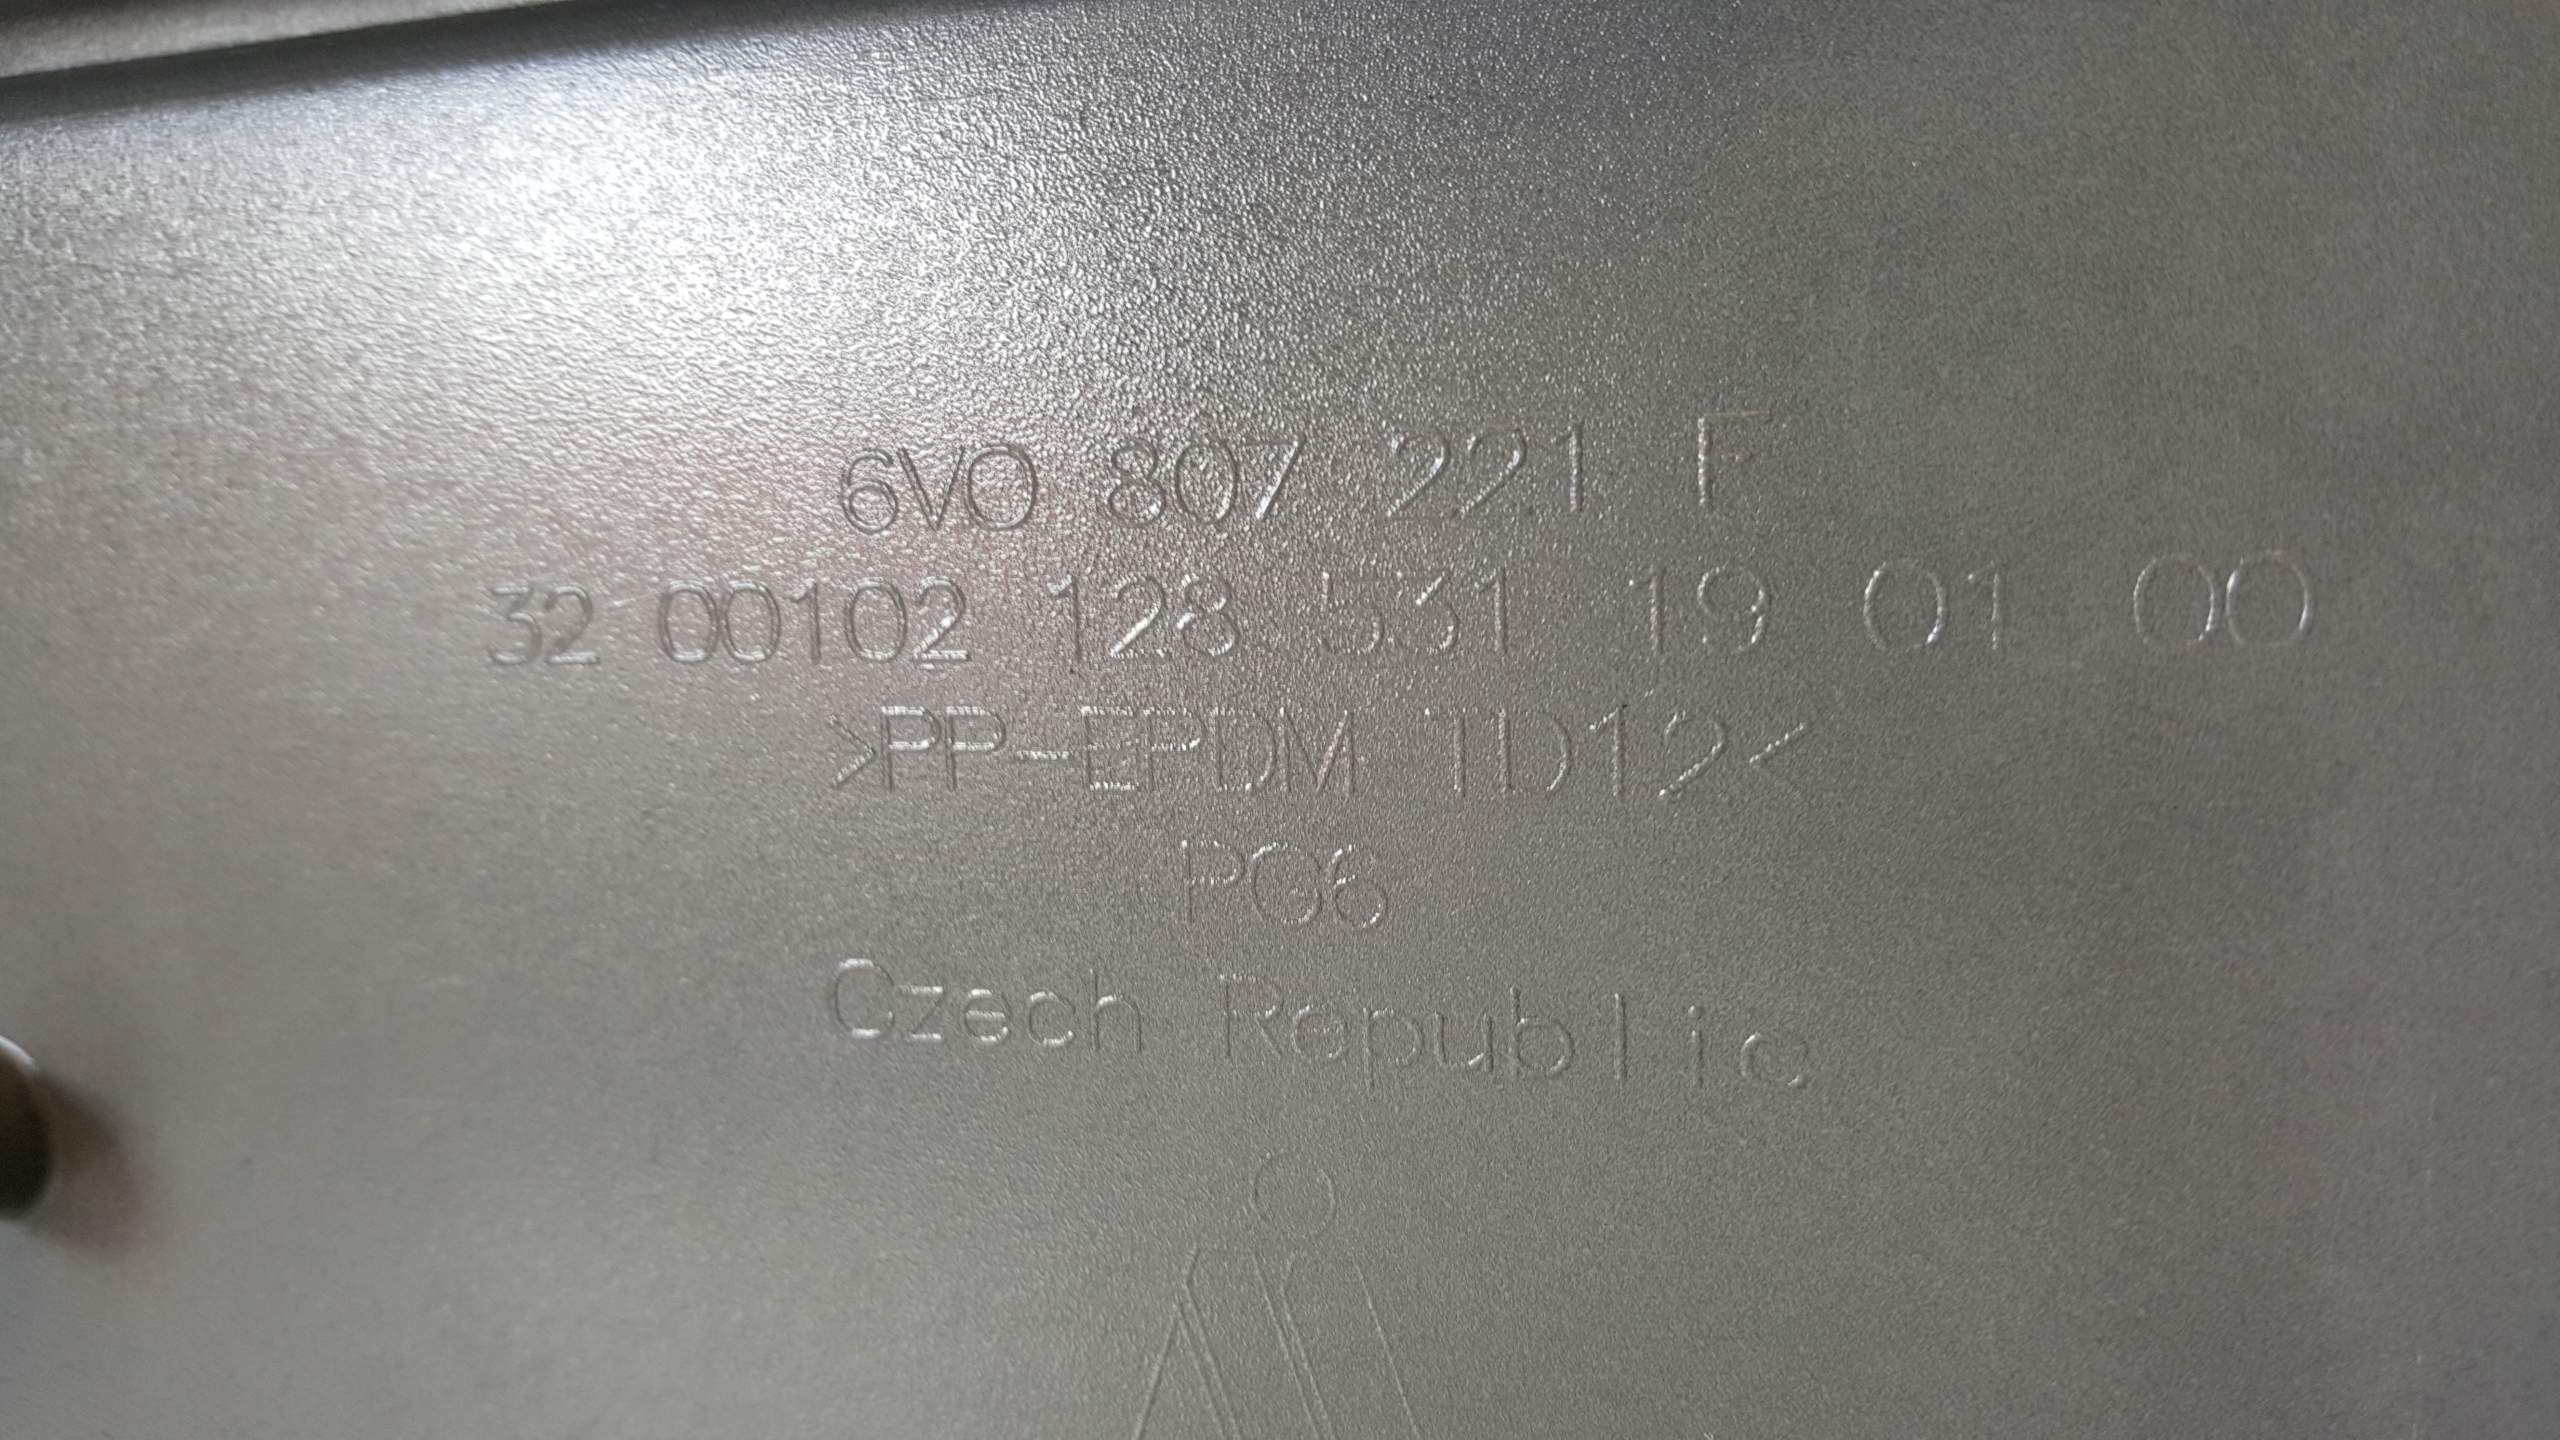 6V0 807 221 F
32 00102 128 531 19 01 00
>PP-EPDM TD12<
PG6
Czech Republic